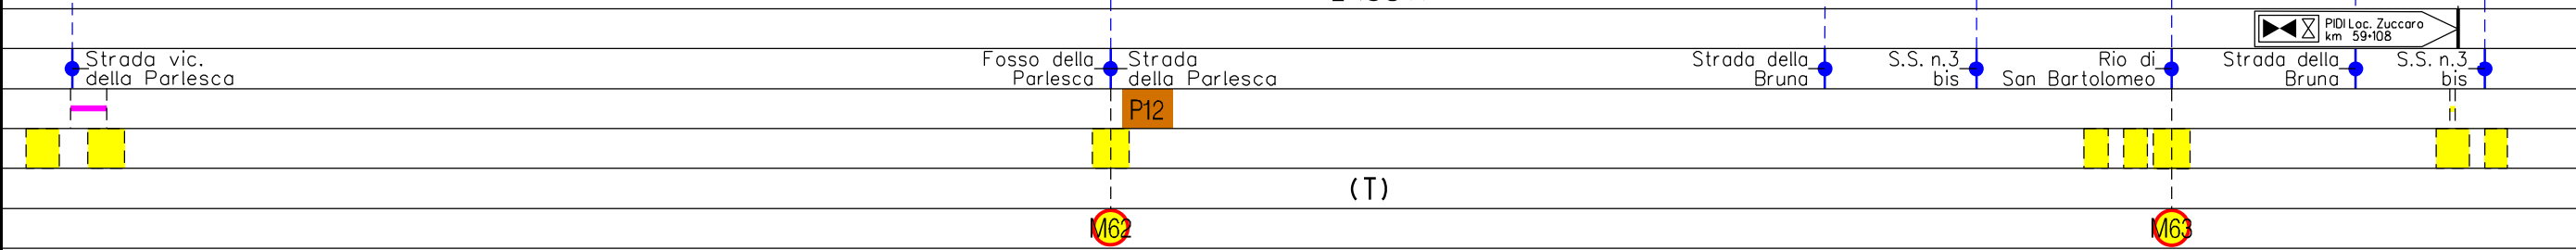 PIDI Loc. Zuccaro
km 59+108
Strada vic.
della Parlesca
Fosso della
Parlesca
Strada
della Parlesca
Strada della
Bruna
S.S. n.3
bis
Rio di
San Bartolomeo
Strada della
Bruna
S.S. n.3
bis
P12
(T)
M62
M63